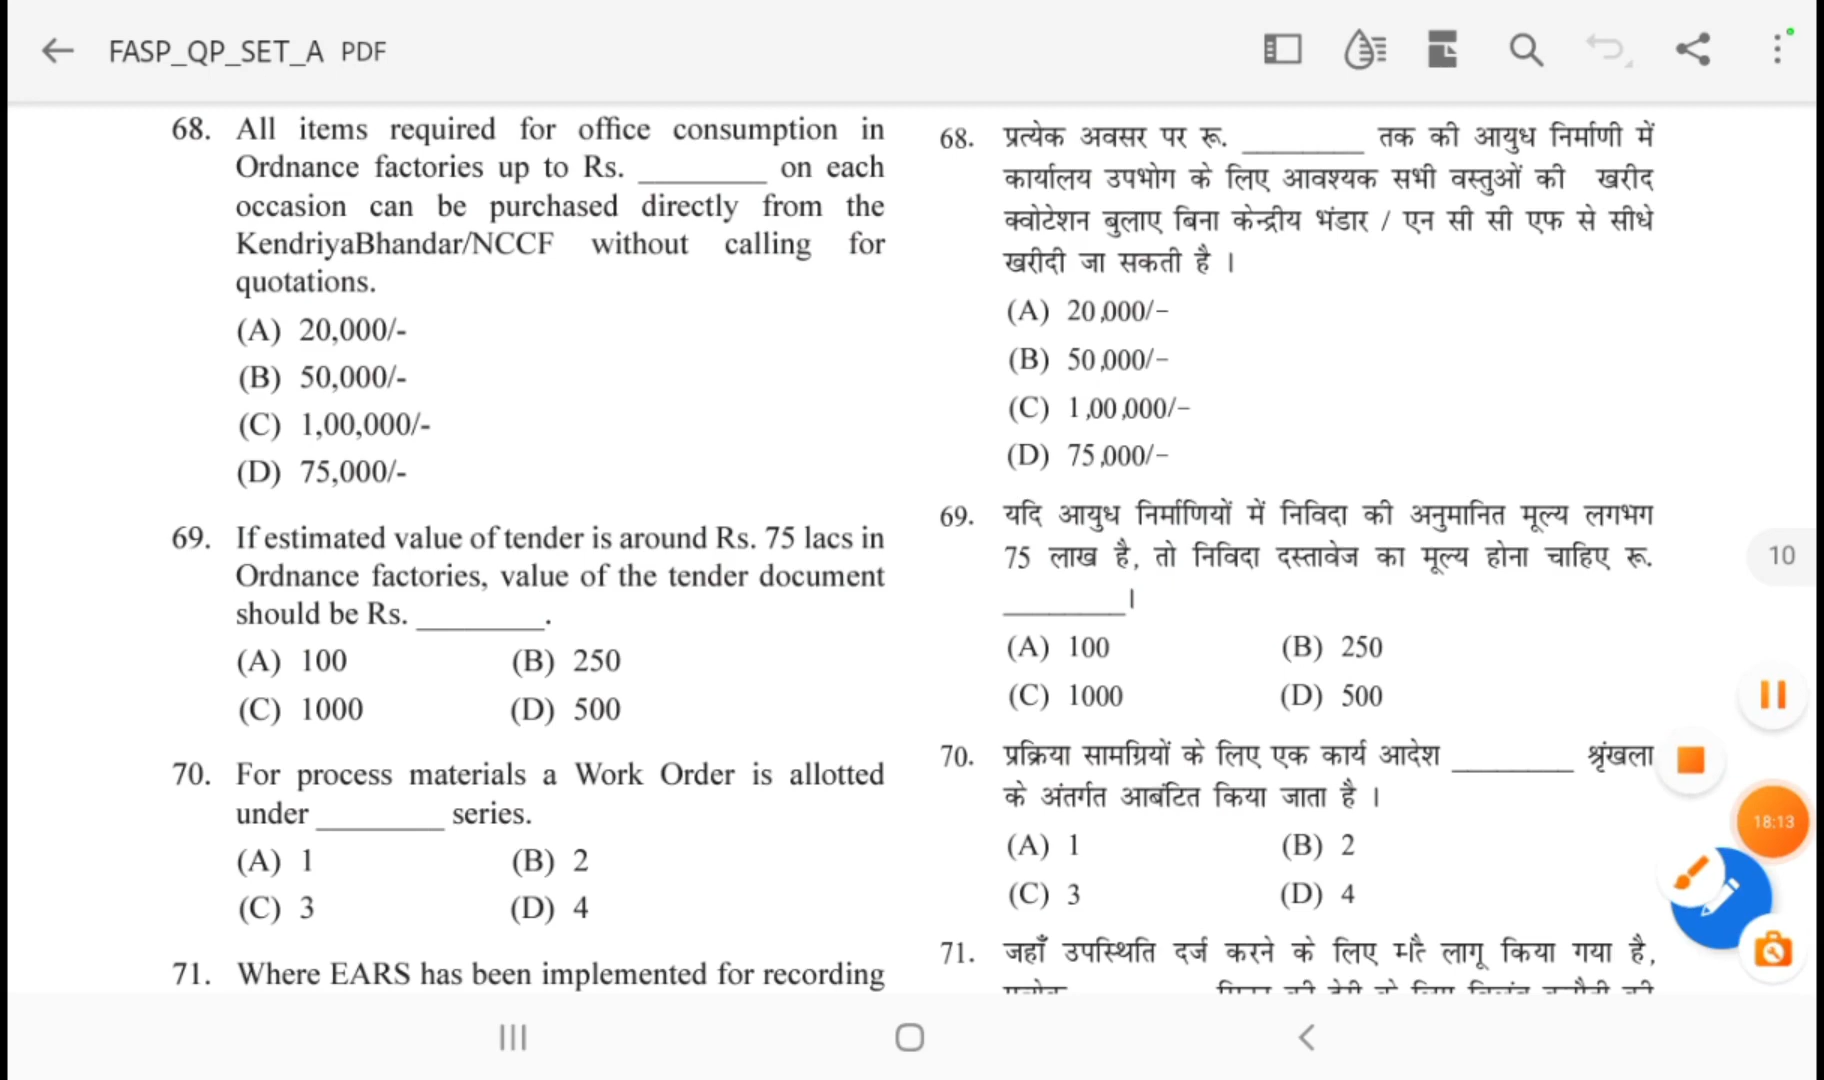 FASP_QP_SET_A PDF
68. All items required for office consumption in
Ordnance factories up to Rs. ________ on each
occasion can be purchased directly from the
KendriyaBhandar/NCCF without calling for
quotations.
(A) 20,000/-
(B) 50,000/-
(C) 1,00,000/-
(D) 75,000/-
69. If estimated value of tender is around Rs. 75 lacs in
Ordnance factories, value of the tender document
should be Rs. ________.
(A) 100 (B) 250
(C) 1000 (D) 500
70. For process materials a Work Order is allotted
under ________ series.
(A) 1 (B) 2
(C) 3 (D) 4
71. Where EARS has been implemented for recording
68. प्रत्येक अवसर पर रू. ________ तक की आयुध निर्माणी में
कार्यालय उपभोग के लिए आवश्यक सभी वस्तुओं की खरीद
क्वोटेशन बुलाए बिना केन्द्रीय भंडार / एन सी सी एफ से सीधे
खरीदी जा सकती है ।
(A) 20,000/–
(B) 50,000/–
(C) 1,00,000/–
(D) 75,000/–
69. यदि आयुध निर्माणियों में निविदा की अनुमानित मूल्य लगभग
75 लाख है, तो निविदा दस्तावेज का मूल्य होना चाहिए रू.
________।
(A) 100 (B) 250
(C) 1000 (D) 500
70. प्रक्रिया सामग्रियों के लिए एक कार्य आदेश ________ श्रृंखला
के अंतर्गत आबंटित किया जाता है ।
(A) 1 (B) 2
(C) 3 (D) 4
71. जहाँ उपस्थिति दर्ज करने के लिए लागू किया गया है,
10
18:13